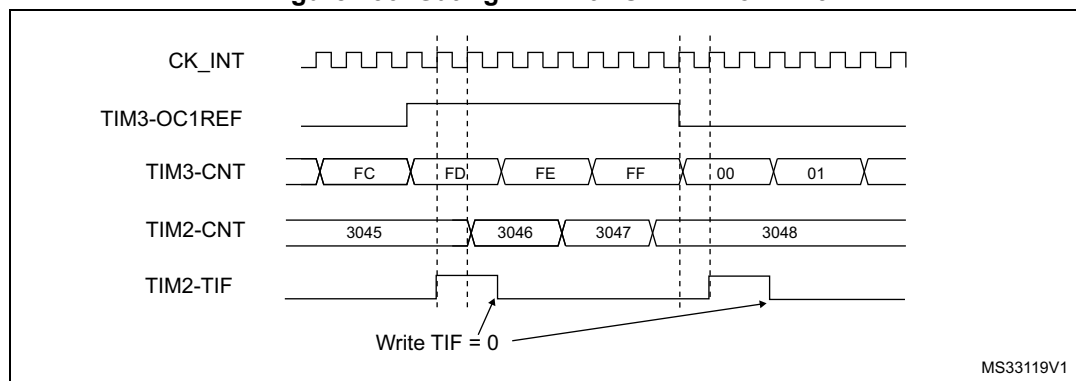 CK_INT
TIM3-OC1REF
TIM3-CNT FC FD FE FF 00 01
TIM2-CNT 3045 3046 3047 3048
TIM2-TIF
Write TIF = 0
MS33119V1